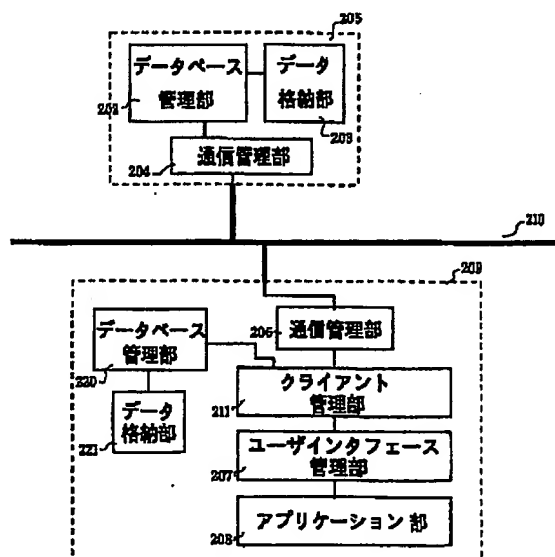 205
データベース
管理部
202
データ
格納部
203
通信管理部
204
210
209
データベース
管理部
220
データ
格納部
221
206
通信管理部
クライアント
管理部
211
ユーザインタフェース
管理部
207
アプリケーション部
208